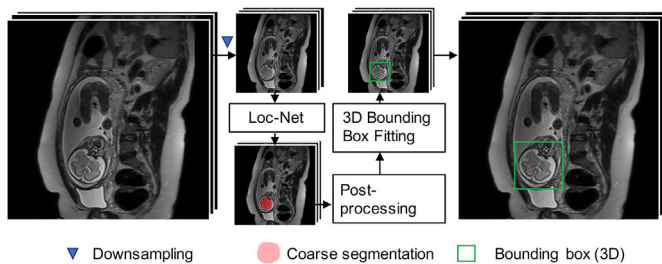 Loc-Net
3D Bounding
Box Fitting
Post-
processing
Downsampling
Coarse segmentation
Bounding box (3D)